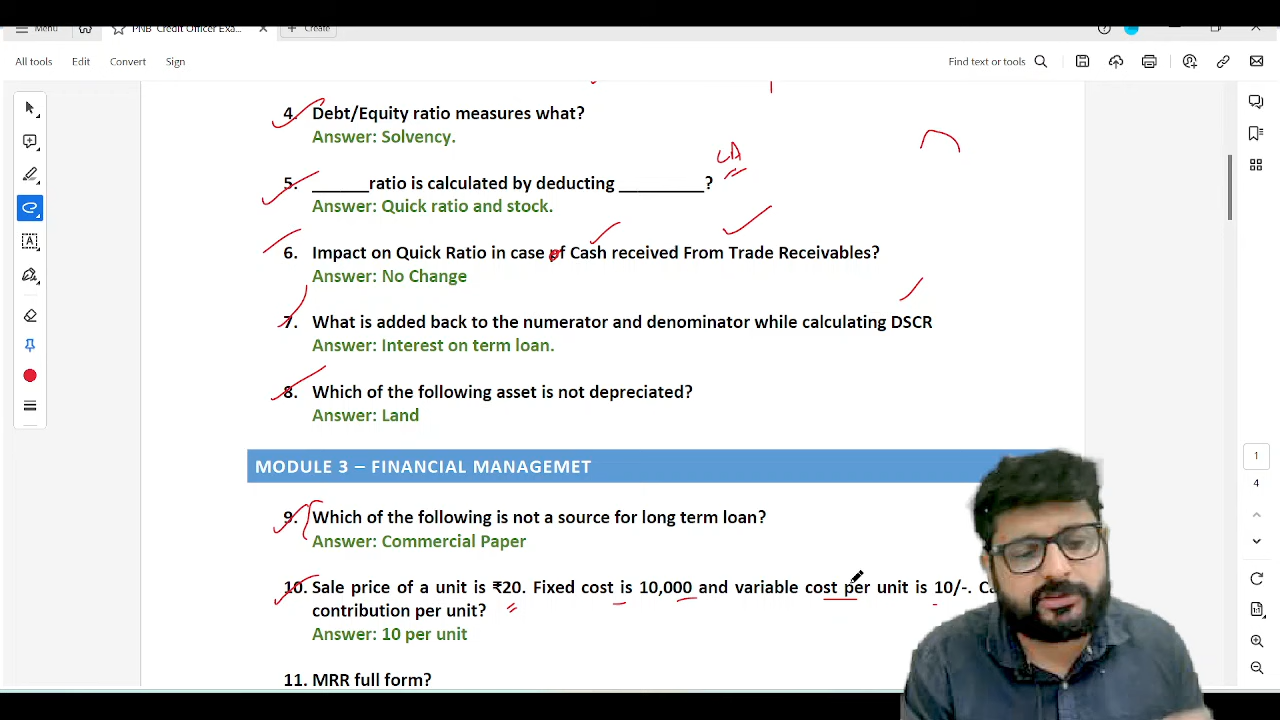 Menu
PNB Credit Officer Exa...
Create
All tools Edit Convert Sign
Find text or tools
4. Debt/Equity ratio measures what?
Answer: Solvency.
CA
5. ______ratio is calculated by deducting _________?
Answer: Quick ratio and stock.
6. Impact on Quick Ratio in case of Cash received From Trade Receivables?
Answer: No Change
7. What is added back to the numerator and denominator while calculating DSCR
Answer: Interest on term loan.
8. Which of the following asset is not depreciated?
Answer: Land
MODULE 3 – FINANCIAL MANAGEMET
9. Which of the following is not a source for long term loan?
Answer: Commercial Paper
10. Sale price of a unit is ₹20. Fixed cost is 10,000 and variable cost per unit is 10/-.
contribution per unit?
Answer: 10 per unit
11. MRR full form?
1
4